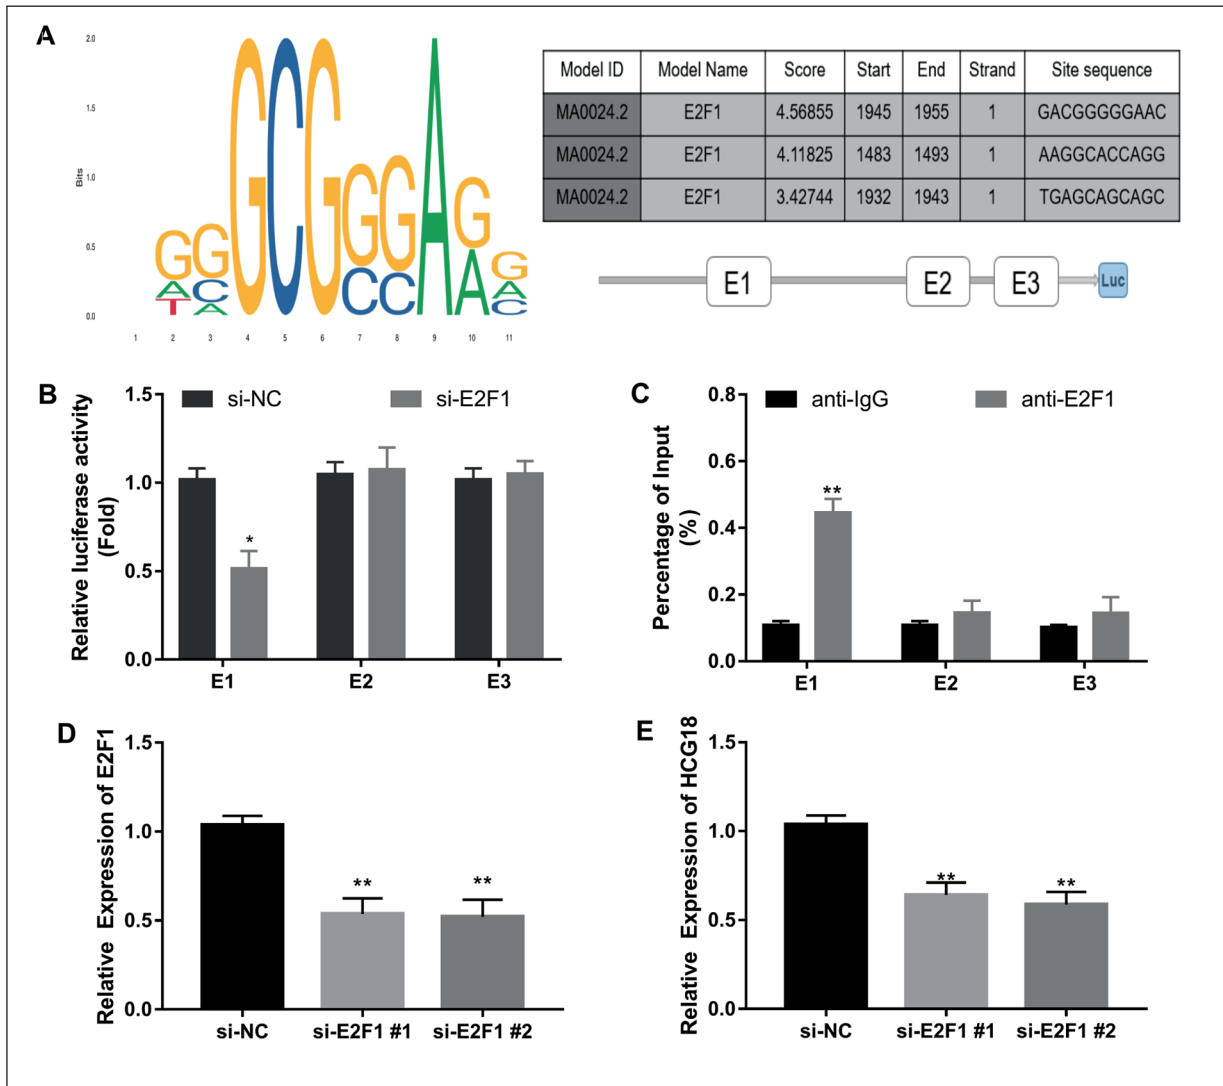 A
2.0
1.5
1.0
0.5
0.0
Bits
G
A
T
G
C
A
G
C
G
G
C
G
C
A
G
A
G
A
C
1 2 3 4 5 6 7 8 9 10 11
Model ID Model Name Score Start End Strand Site sequence
MA0024.2 E2F1 4.56855 1945 1955 1 GACGGGGGAAC
MA0024.2 E2F1 4.11825 1483 1493 1 AAGGCACCAGG
MA0024.2 E2F1 3.42744 1932 1943 1 TGAGCAGCAGC
E1 E2 E3 Luc
B
si-NC si-E2F1
Relative luciferase activity
(Fold)
1.5
1.0
0.5
0.0
*
E1 E2 E3
C
anti-IgG anti-E2F1
Percentage of Input
(%)
0.8
0.6
0.4
0.2
0.0
**
E1 E2 E3
D
Relative Expression of E2F1
1.5
1.0
0.5
0.0
** **
si-NC si-E2F1 #1 si-E2F1 #2
E
Relative Expression of HCG18
1.5
1.0
0.5
0.0
** **
si-NC si-E2F1 #1 si-E2F1 #2